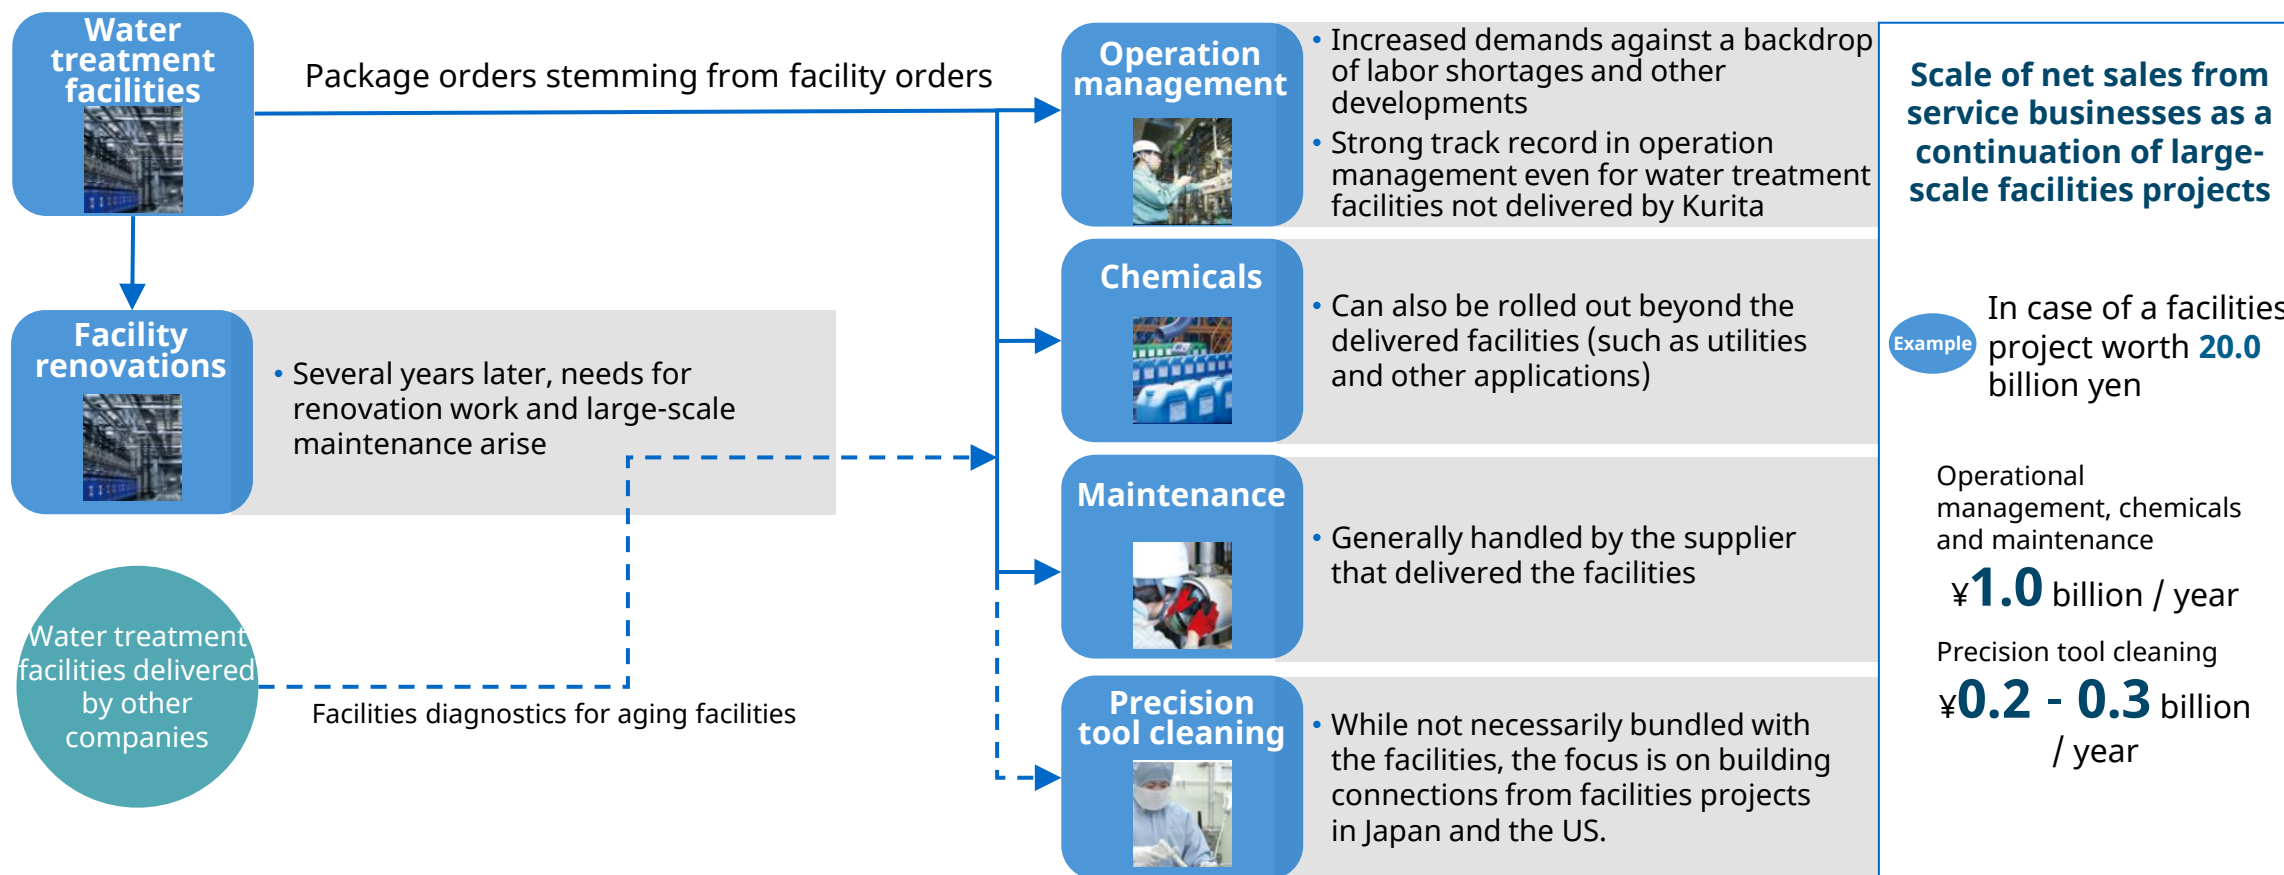 Water
treatment
facilities
Package orders stemming from facility orders
Facility
renovations
• Several years later, needs for
renovation work and large-scale
maintenance arise
Water treatment
facilities delivered
by other
companies
Facilities diagnostics for aging facilities
Operation
management
• Increased demands against a backdrop
of labor shortages and other
developments
• Strong track record in operation
management even for water treatment
facilities not delivered by Kurita
Chemicals
• Can also be rolled out beyond the
delivered facilities (such as utilities
and other applications)
Maintenance
• Generally handled by the supplier
that delivered the facilities
Precision
tool cleaning
• While not necessarily bundled with
the facilities, the focus is on building
connections from facilities projects
in Japan and the US.
Scale of net sales from
service businesses as a
continuation of large-
scale facilities projects
Example
In case of a facilities
project worth 20.0
billion yen
Operational
management, chemicals
and maintenance
¥1.0 billion / year
Precision tool cleaning
¥0.2 - 0.3 billion
/ year